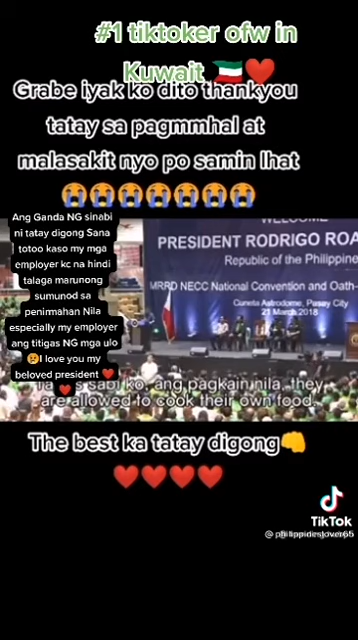 #1 tiktoker ofw in
Kuwait 🇰🇼❤️
Grabe iyak ko dito thankyou
tatay sa pagmmhal at
malasakit nyo po samin lhat
😭😭😭😭😭😭😭
Ang Ganda NG sinabi
ni tatay digong Sana
totoo kaso my mga
employer kc na hindi
talaga marunong
sumunod sa
penirmahan Nila
especially my employer
ang titigas NG mga ulo
😢I love you my
beloved president ❤️
❤️
WELCOME
PRESIDENT RODRIGO ROA
Republic of the Philippine
MRRD NECC National Convention and Oath-
Cuneta Astrodome, Pasay City
21 March 2018
sabi ko, ang pagkain nila, they
are allowed to cook their own food.
The best ka tatay digong👊
❤️❤️❤️❤️
TikTok